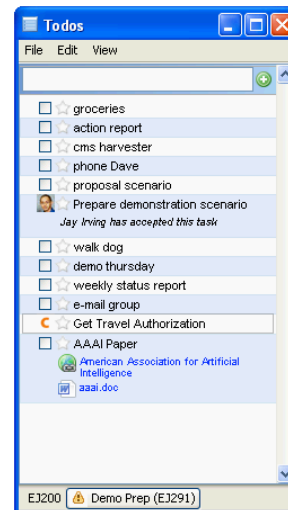 Todos
File Edit View
groceries
action report
cms harvester
phone Dave
proposal scenario
Prepare demonstration scenario
Jay Irving has accepted this task
walk dog
demo thursday
weekly status report
e-mail group
Get Travel Authorization
AAAI Paper
American Association for Artificial
Intelligence
aaai.doc
EJ200 Demo Prep (EJ291)